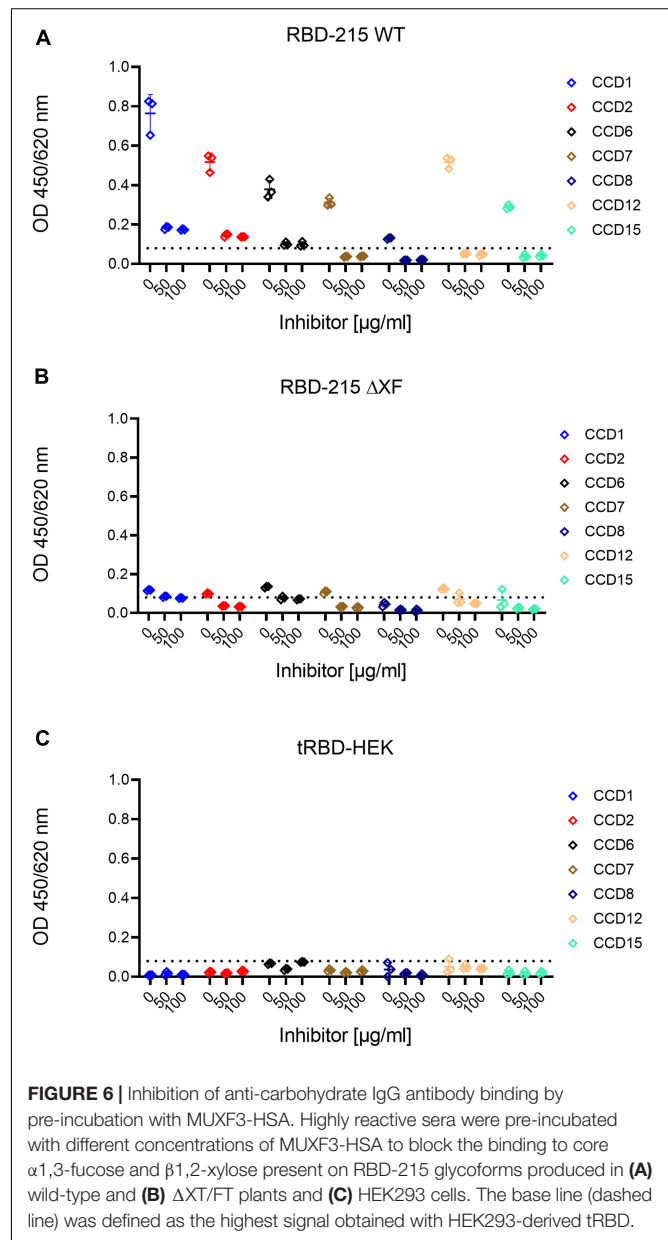 A
RBD-215 WT
OD 450/620 nm
1.0
0.8
0.6
0.4
0.2
0.0
0 50 100 0 50 100 0 50 100 0 50 100 0 50 100 0 50 100 0 50 100
Inhibitor [µg/ml]
CCD1
CCD2
CCD6
CCD7
CCD8
CCD12
CCD15
B
RBD-215 ΔXF
OD 450/620 nm
1.0
0.8
0.6
0.4
0.2
0.0
0 50 100 0 50 100 0 50 100 0 50 100 0 50 100 0 50 100 0 50 100
Inhibitor [µg/ml]
CCD1
CCD2
CCD6
CCD7
CCD8
CCD12
CCD15
C
tRBD-HEK
OD 450/620 nm
1.0
0.8
0.6
0.4
0.2
0.0
0 50 100 0 50 100 0 50 100 0 50 100 0 50 100 0 50 100 0 50 100
Inhibitor [µg/ml]
CCD1
CCD2
CCD6
CCD7
CCD8
CCD12
CCD15
FIGURE 6 | Inhibition of anti-carbohydrate IgG antibody binding by
pre-incubation with MUXF3-HSA. Highly reactive sera were pre-incubated
with different concentrations of MUXF3-HSA to block the binding to core
α1,3-fucose and β1,2-xylose present on RBD-215 glycoforms produced in (A)
wild-type and (B) ΔXT/FT plants and (C) HEK293 cells. The base line (dashed
line) was defined as the highest signal obtained with HEK293-derived tRBD.